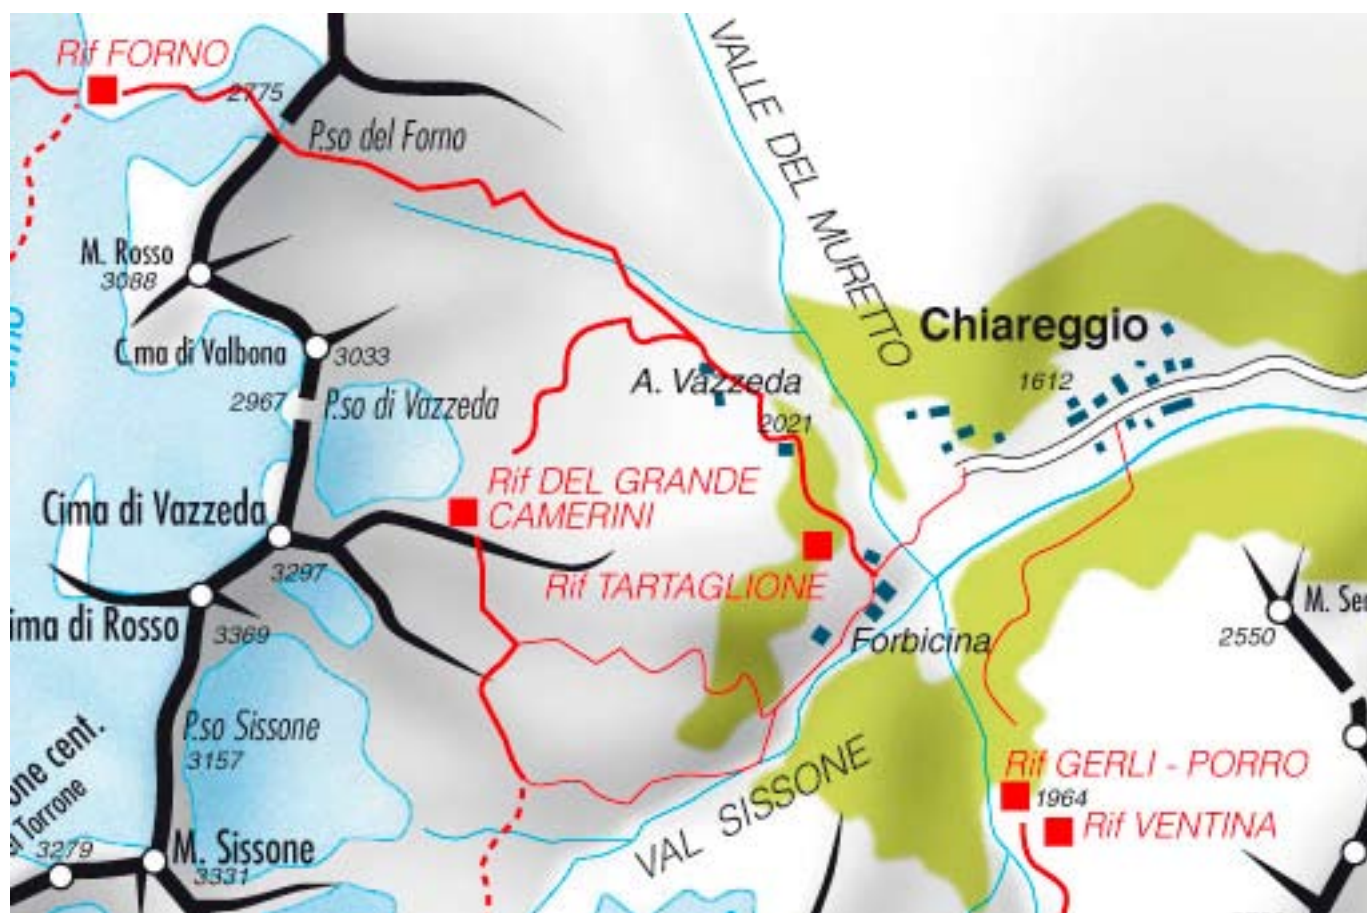 Rif FORNO
2775
P.so del Forno
VALLE DEL MURETTO
M. Rosso
3088
C.ma di Valbona
3033
2967
P.so di Vazzeda
A. Vazzeda
2021
Chiareggio
1612
Rif DEL GRANDE
CAMERINI
Cima di Vazzeda
3297
Rif TARTAGLIONE
ima di Rosso
3369
Forbicina
M. Ser
2550
P.so Sissone
3157
one cent.
Torrone
3279
M. Sissone
3331
VAL SISSONE
Rif GERLI - PORRO
1964
Rif VENTINA